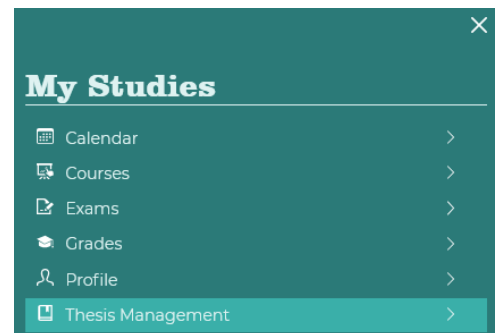 My Studies
Calendar
Courses
Exams
Grades
Profile
Thesis Management